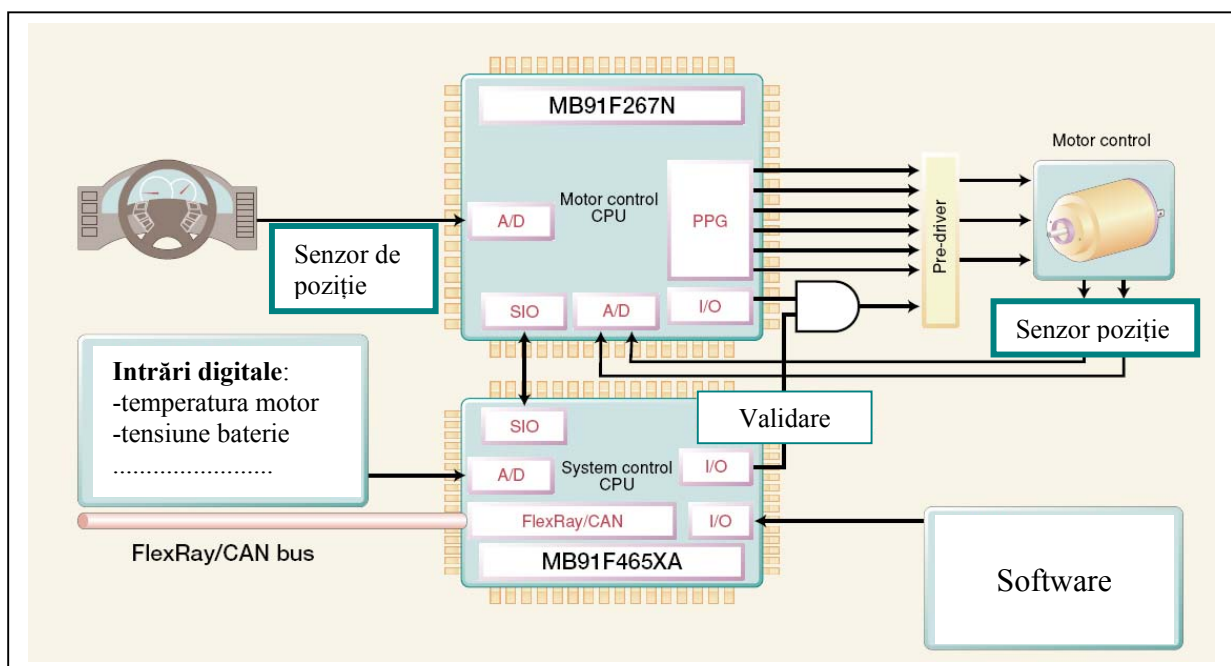 MB91F267N
Motor control
CPU
A/D
PPG
SIO
A/D
I/O
Senzor de
poziție
Pre-driver
Motor control
Senzor poziție
Intrări digitale:
-temperatura motor
-tensiune baterie
.......................
Validare
SIO
A/D
System control
CPU
I/O
FlexRay/CAN
I/O
MB91F465XA
FlexRay/CAN bus
Software